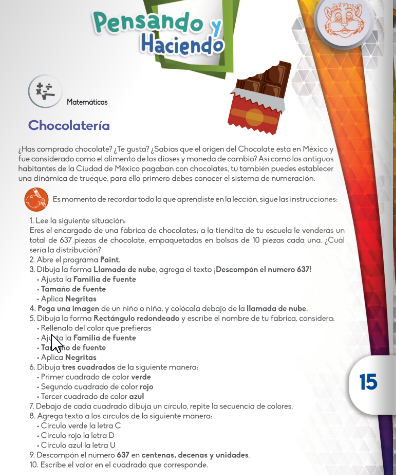 Pensando y
Haciendo
Matemáticas
Chocolatería
¿Has comprado chocolate? ¿Te gusta? ¿Sabías que el origen del Chocolate está en México y
fue considerado como el alimento de los dioses y moneda de cambio? Así como los antiguos
habitantes de la Ciudad de México pagaban con chocolates, tu también puedes establecer
una dinámica de trueque, para ello primero debes conocer el sistema de numeración.
Es momento de recordar todo lo que aprendiste en la lección, sigue las instrucciones:
1. Lee la siguiente situación:
Eres el encargado de una fábrica de chocolates; a la tiendita de tu escuela le venderás un
total de 637 piezas de chocolate, empaquetadas en bolsas de 10 piezas cada una. ¿Cual
sería la distribución?
2. Abre el programa Paint.
3. Dibuja la forma Llamada de nube, agrega el texto ¡Descompón el numero 637!
- Ajusta la Familia de fuente
- Tamaño de fuente
- Aplica Negritas
4. Pega una imagen de un niño o niña, y colócala debajo de la llamada de nube.
5. Dibuja la forma Rectángulo redondeado y escribe el nombre de tu fábrica, considera:
- Rellenala del color que prefieras
- Ajusta la Familia de fuente
- Tamaño de fuente
- Aplica Negritas
6. Dibuja tres cuadrados de la siguiente manera:
- Primer cuadrado de color verde
- Segundo cuadrado de color rojo
- Tercer cuadrado de color azul
7. Debajo de cada cuadrado dibuja un círculo, repite la secuencia de colores.
8. Agrega texto a los círculos de la siguiente manera:
- Círculo verde la letra C
- Círculo rojo la letra D
- Círculo azul la letra U
9. Descompón el número 637 en centenas, decenas y unidades.
10. Escribe el valor en el cuadrado que corresponde.
15